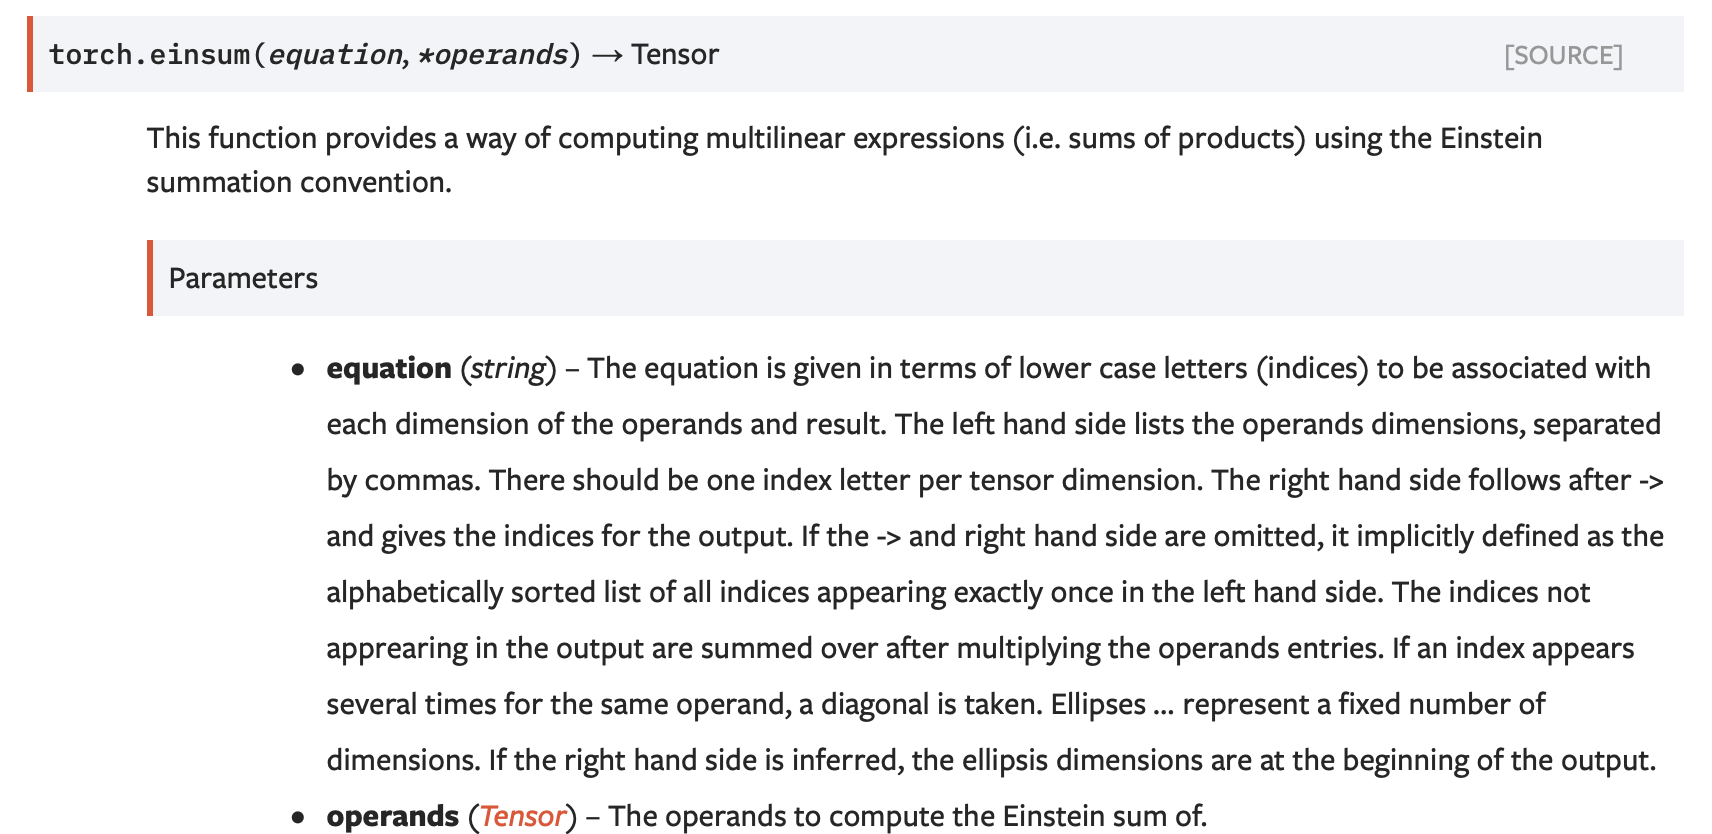 torch.einsum(equation, *operands) → Tensor [SOURCE]
This function provides a way of computing multilinear expressions (i.e. sums of products) using the Einstein
summation convention.
Parameters
• equation (string) – The equation is given in terms of lower case letters (indices) to be associated with
each dimension of the operands and result. The left hand side lists the operands dimensions, separated
by commas. There should be one index letter per tensor dimension. The right hand side follows after ->
and gives the indices for the output. If the -> and right hand side are omitted, it implicitly defined as the
alphabetically sorted list of all indices appearing exactly once in the left hand side. The indices not
apprearing in the output are summed over after multiplying the operands entries. If an index appears
several times for the same operand, a diagonal is taken. Ellipses ... represent a fixed number of
dimensions. If the right hand side is inferred, the ellipsis dimensions are at the beginning of the output.
• operands (Tensor) – The operands to compute the Einstein sum of.